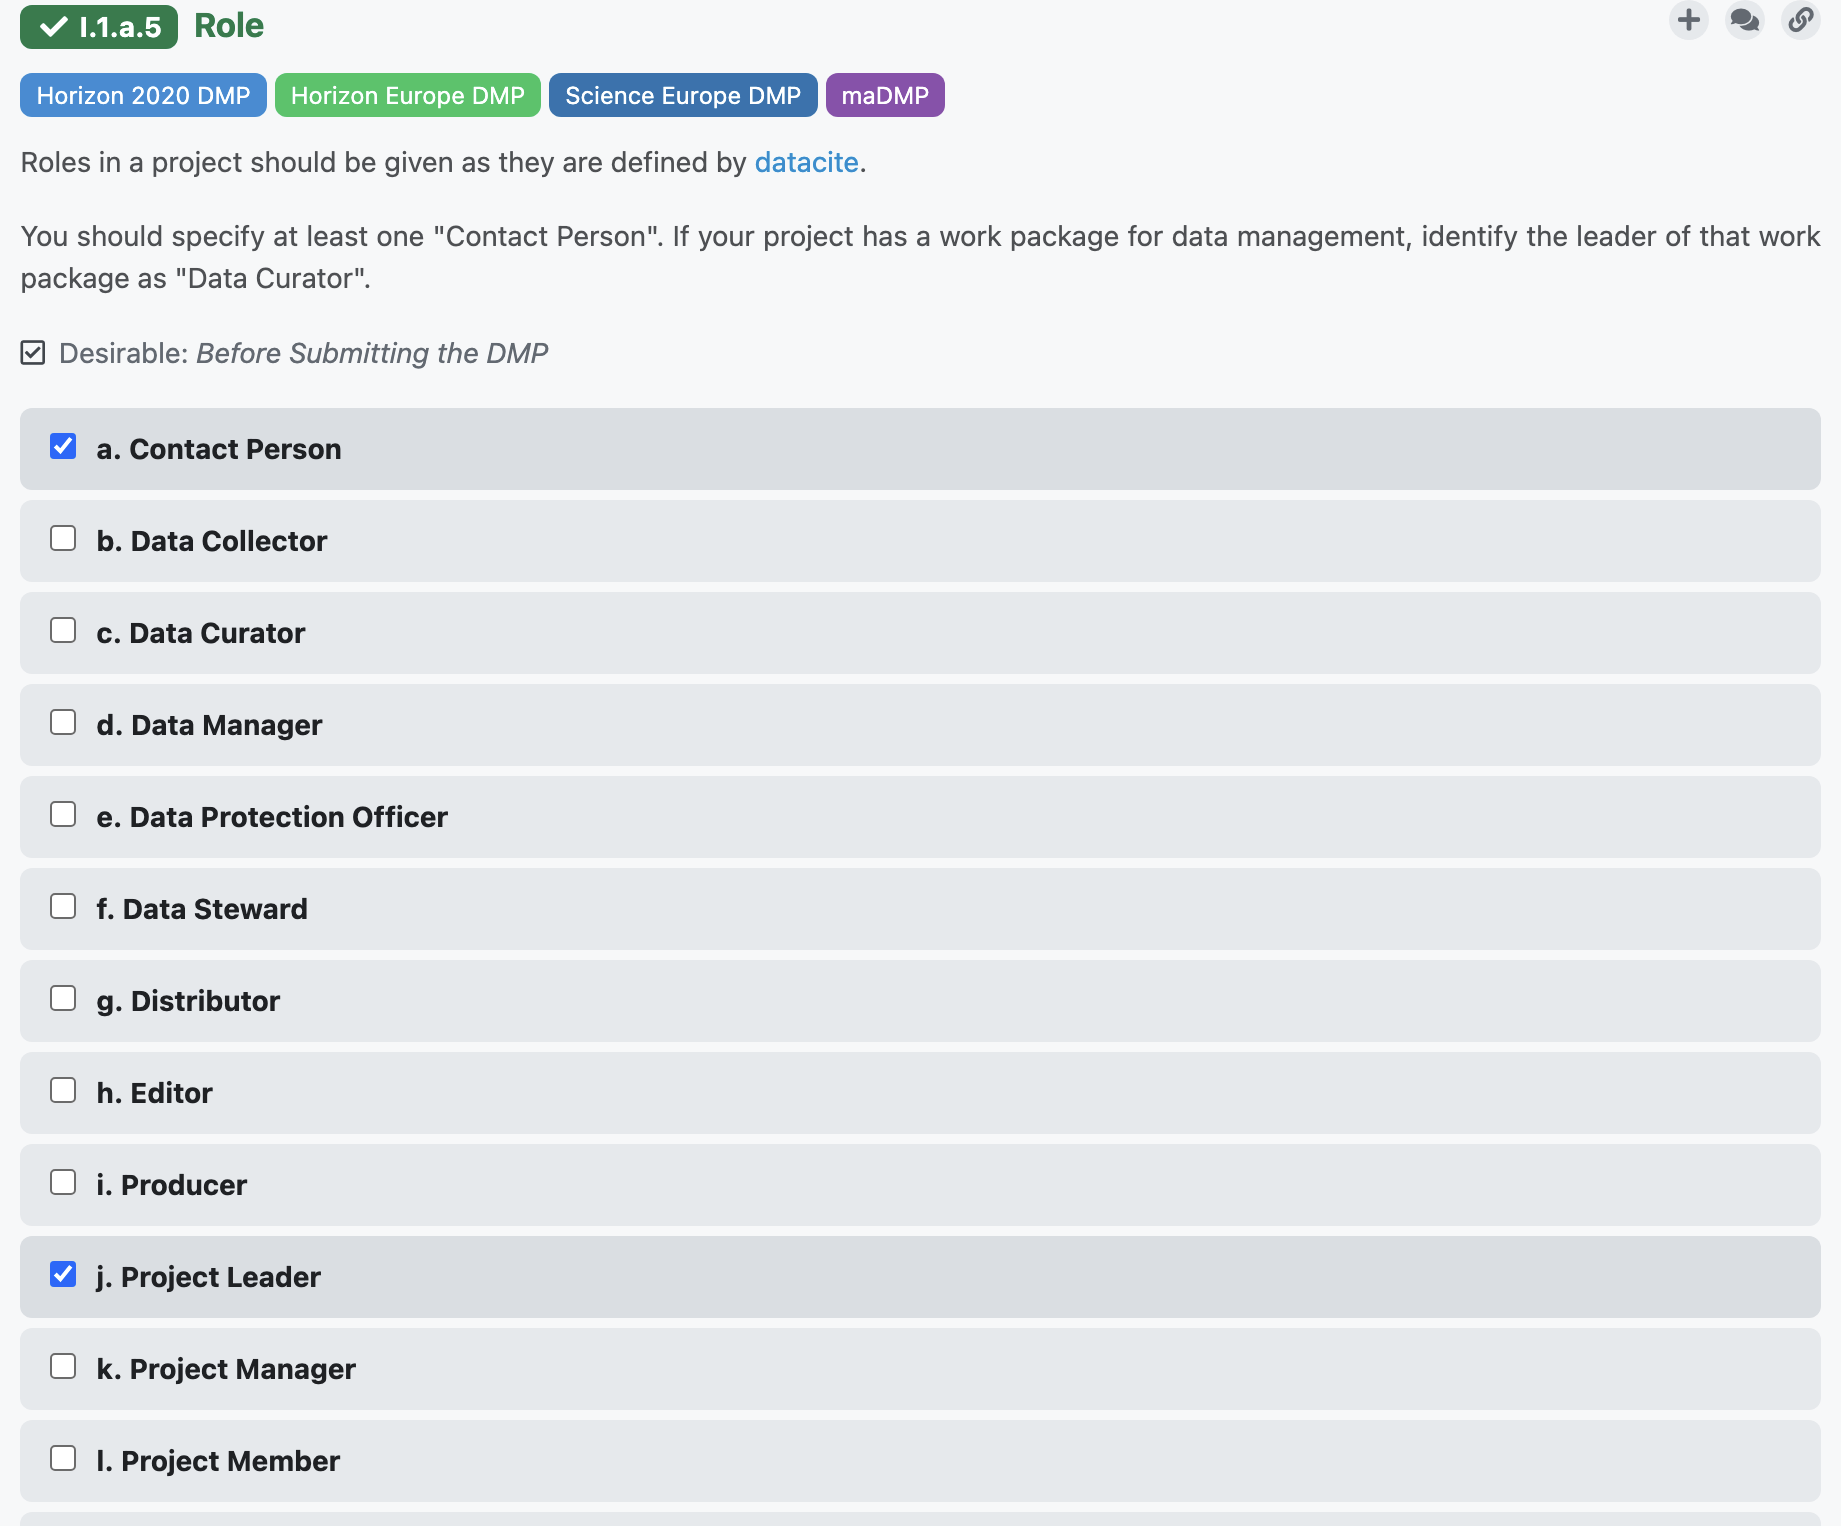 I.1.a.5 Role
Horizon 2020 DMP Horizon Europe DMP Science Europe DMP maDMP
Roles in a project should be given as they are defined by datacite.
You should specify at least one "Contact Person". If your project has a work package for data management, identify the leader of that work
package as "Data Curator".
Desirable: Before Submitting the DMP
a. Contact Person
b. Data Collector
c. Data Curator
d. Data Manager
e. Data Protection Officer
f. Data Steward
g. Distributor
h. Editor
i. Producer
j. Project Leader
k. Project Manager
l. Project Member